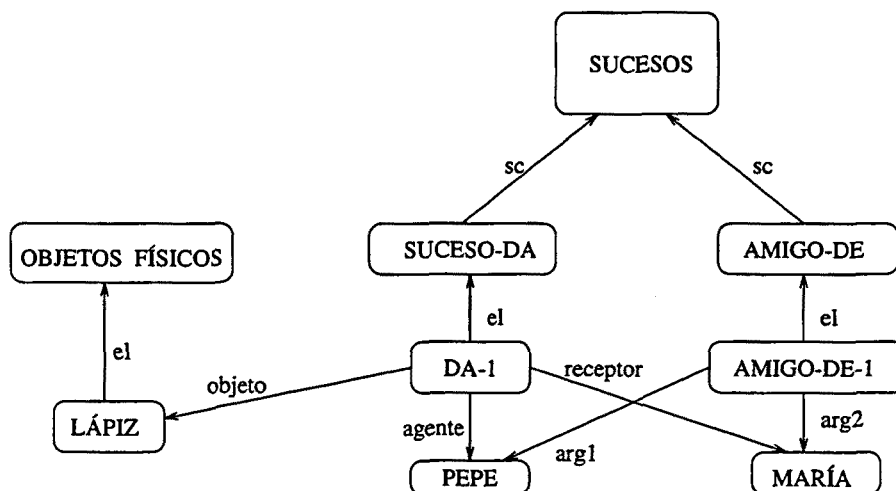 SUCESOS
sc
sc
OBJETOS FÍSICOS
SUCESO-DA
AMIGO-DE
el
el
el
DA-1
receptor
AMIGO-DE-1
objeto
LÁPIZ
agente
arg1
arg2
PEPE
MARÍA